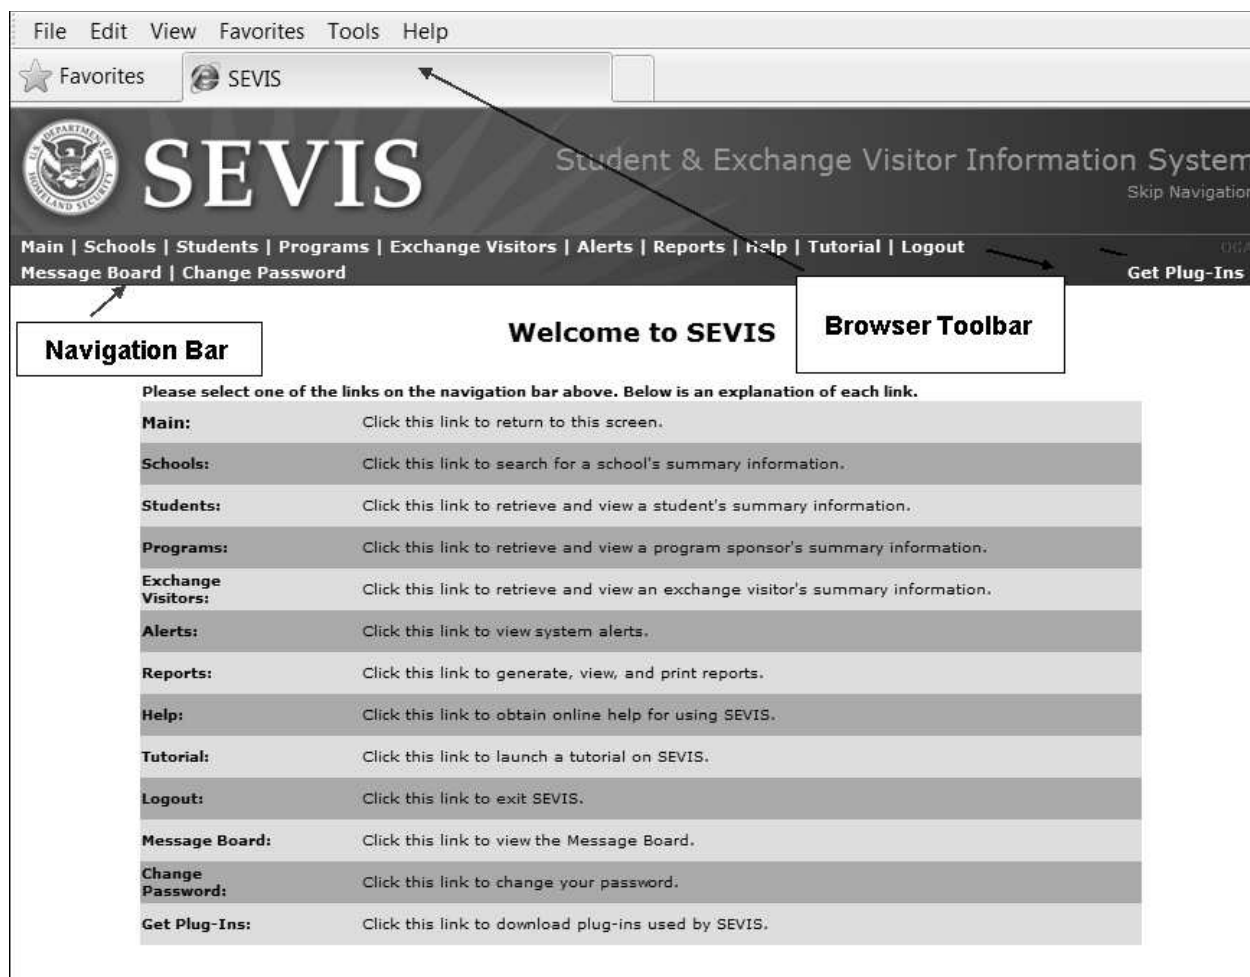 File Edit View Favorites Tools Help
Favorites SEVIS
U.S. DEPARTMENT OF HOMELAND SECURITY
SEVIS
Student & Exchange Visitor Information System
Skip Navigation
Main | Schools | Students | Programs | Exchange Visitors | Alerts | Reports | Help | Tutorial | Logout
Message Board | Change Password
Get Plug-Ins
Navigation Bar
Welcome to SEVIS
Browser Toolbar
Please select one of the links on the navigation bar above. Below is an explanation of each link.
Main: Click this link to return to this screen.
Schools: Click this link to search for a school's summary information.
Students: Click this link to retrieve and view a student's summary information.
Programs: Click this link to retrieve and view a program sponsor's summary information.
Exchange
Visitors: Click this link to retrieve and view an exchange visitor's summary information.
Alerts: Click this link to view system alerts.
Reports: Click this link to generate, view, and print reports.
Help: Click this link to obtain online help for using SEVIS.
Tutorial: Click this link to launch a tutorial on SEVIS.
Logout: Click this link to exit SEVIS.
Message Board: Click this link to view the Message Board.
Change
Password: Click this link to change your password.
Get Plug-Ins: Click this link to download plug-ins used by SEVIS.